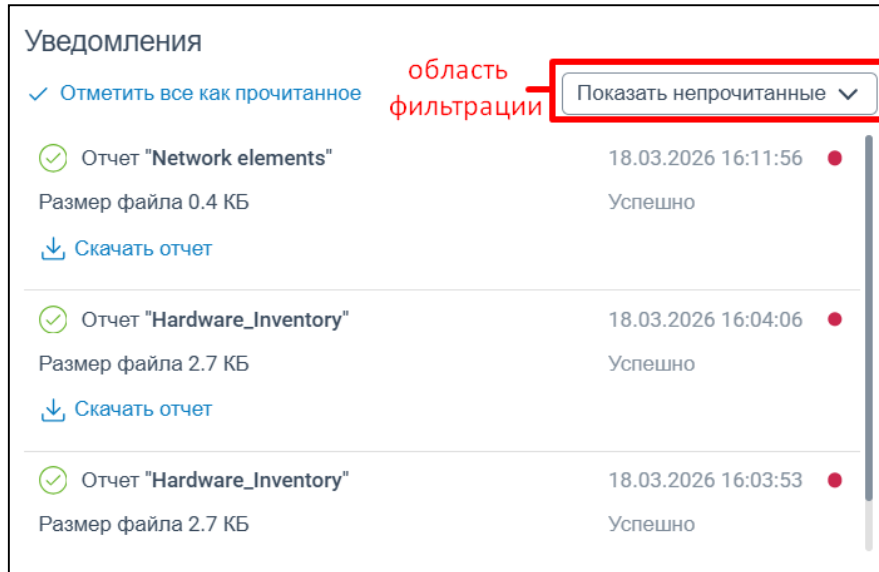 Уведомления
Отметить все как прочитанное
область
фильтрации
Показать непрочитанные
Отчет "Network elements"
18.03.2026 16:11:56
Размер файла 0.4 КБ
Успешно
Скачать отчет
Отчет "Hardware_Inventory"
18.03.2026 16:04:06
Размер файла 2.7 КБ
Успешно
Скачать отчет
Отчет "Hardware_Inventory"
18.03.2026 16:03:53
Размер файла 2.7 КБ
Успешно